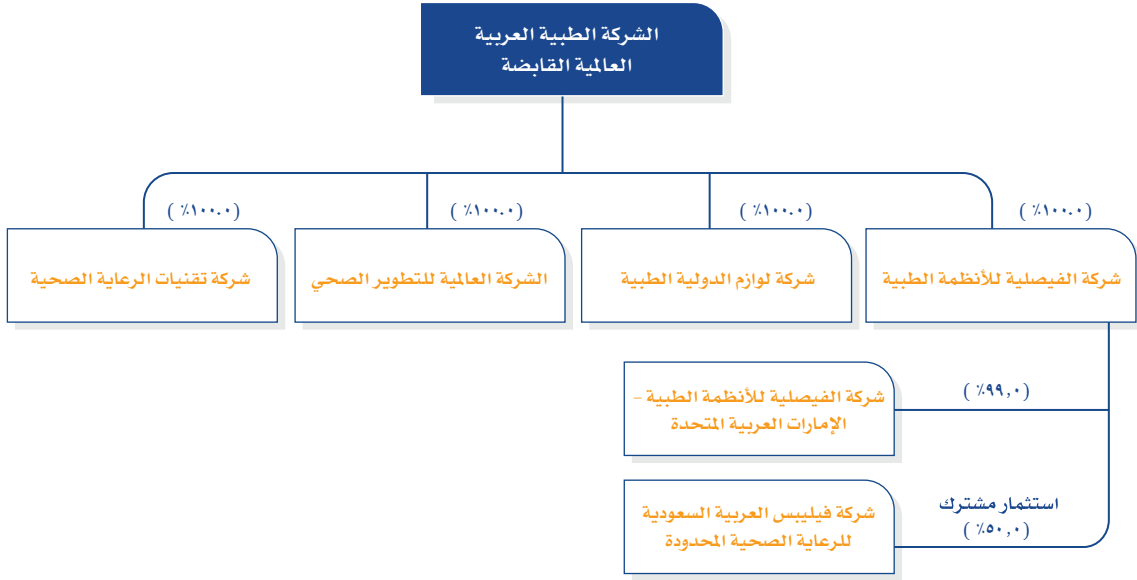 الشركة الطبية العربية
العالمية القابضة
(٪١٠٠.٠)
(٪١٠٠.٠)
(٪١٠٠.٠)
(٪١٠٠.٠)
شركة الفيصلية للأنظمة الطبية
شركة لوازم الدولية الطبية
الشركة العالمية للتطوير الصحي
شركة تقنيات الرعاية الصحية
(٪٩٩,٠)
شركة الفيصلية للأنظمة الطبية –
الإمارات العربية المتحدة
استثمار مشترك
(٪٥٠,٠)
شركة فيليبس العربية السعودية
للرعاية الصحية المحدودة